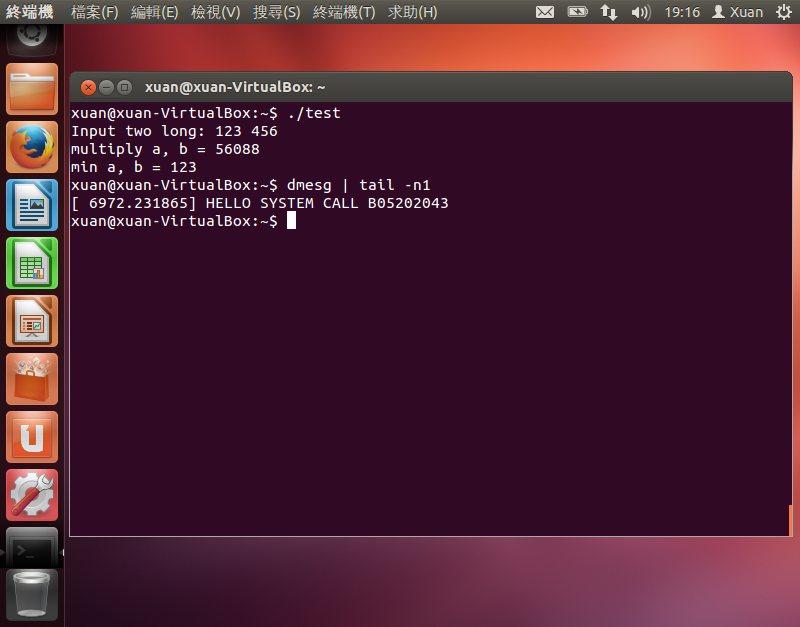 終端機 檔案(F) 編輯(E) 檢視(V) 搜尋(S) 終端機(T) 求助(H) 19:16 Xuan
xuan@xuan-VirtualBox: ~
xuan@xuan-VirtualBox:~$ ./test
Input two long: 123 456
multiply a, b = 56088
min a, b = 123
xuan@xuan-VirtualBox:~$ dmesg | tail -n1
[ 6972.231865] HELLO SYSTEM CALL B05202043
xuan@xuan-VirtualBox:~$